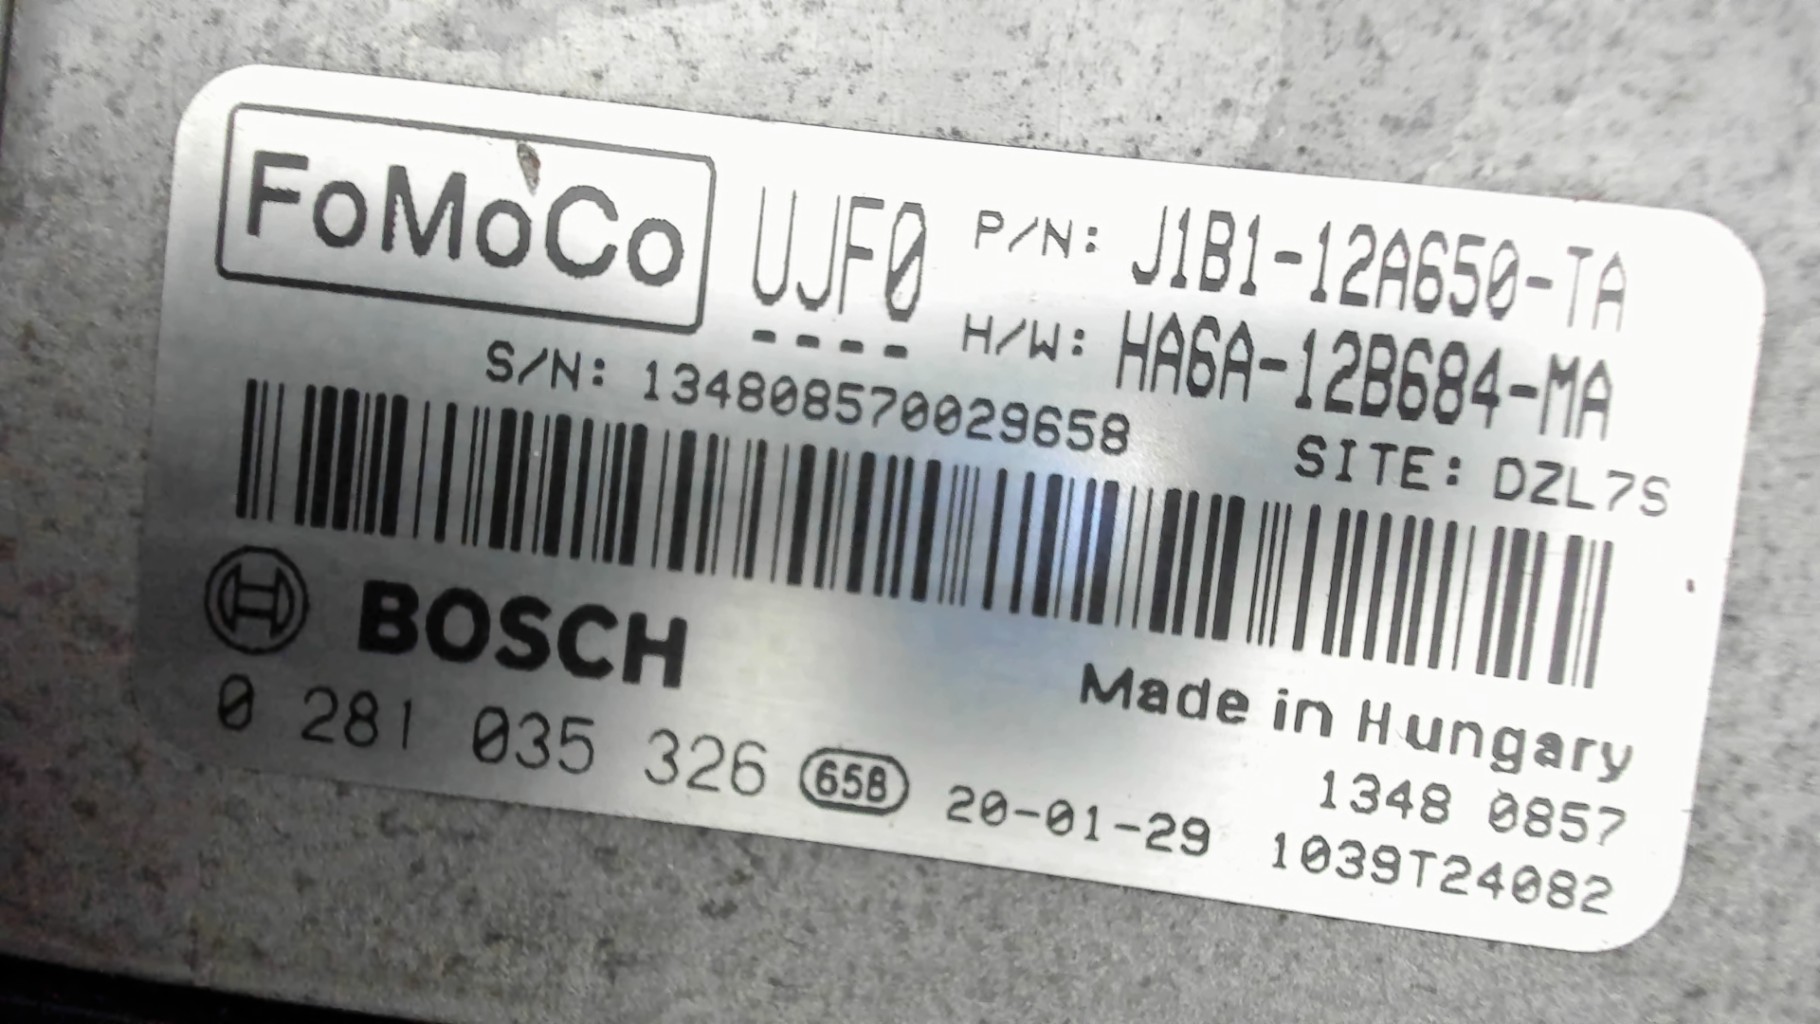 FoMoCo UJF0 P/N: J1B1-12A650-TA
H/W: HA6A-12B684-MA
S/N: 134808570029658
SITE: DZL7S
BOSCH
Made in Hungary
0 281 035 326 658 20-01-29
1348 0857
1039T24082